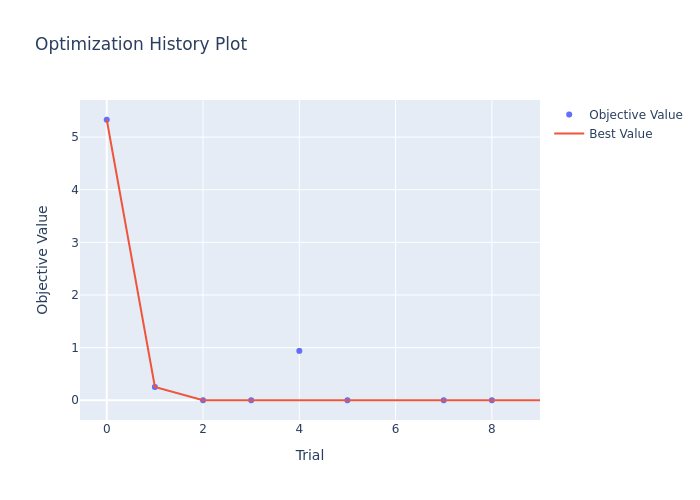 Optimization History Plot
Objective Value
Best Value
Objective Value
5
4
3
2
1
0
0
2
4
6
8
Trial